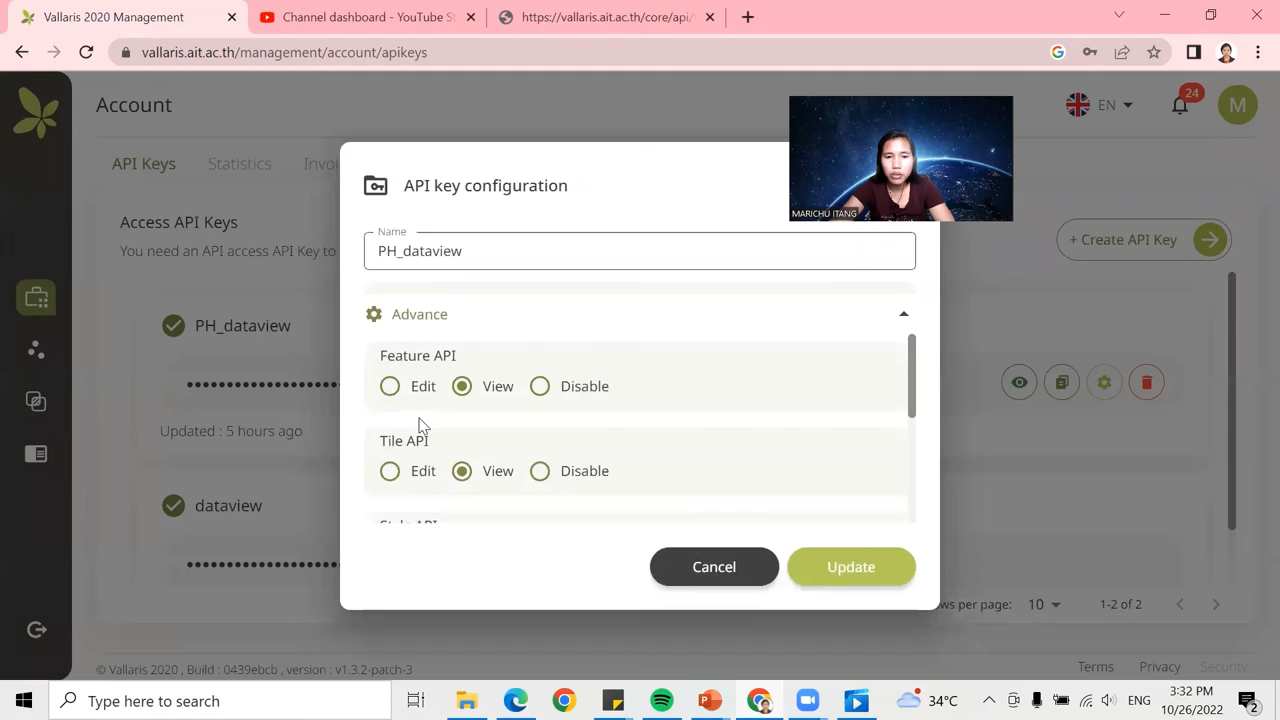 Vallaris 2020 Management
Channel dashboard - YouTube St
https://vallaris.ait.ac.th/core/api/
vallaris.ait.ac.th/management/account/apikeys
Account
EN
24
M
API Keys
Statistics
Invoi
MARICHU ITANG
API key configuration
Access API Keys
You need an API access API Key to
+ Create API Key
Name
PH_dataview
Advance
PH_dataview
Feature API
Edit View Disable
Updated : 5 hours ago
Tile API
Edit View Disable
dataview
Style API
Cancel
Update
ws per page: 10 1-2 of 2
© Vallaris 2020 , Build : 0439ebcb , version : v1.3.2-patch-3
Terms Privacy Security
Type here to search
34°C
ENG
3:32 PM
10/26/2022
2